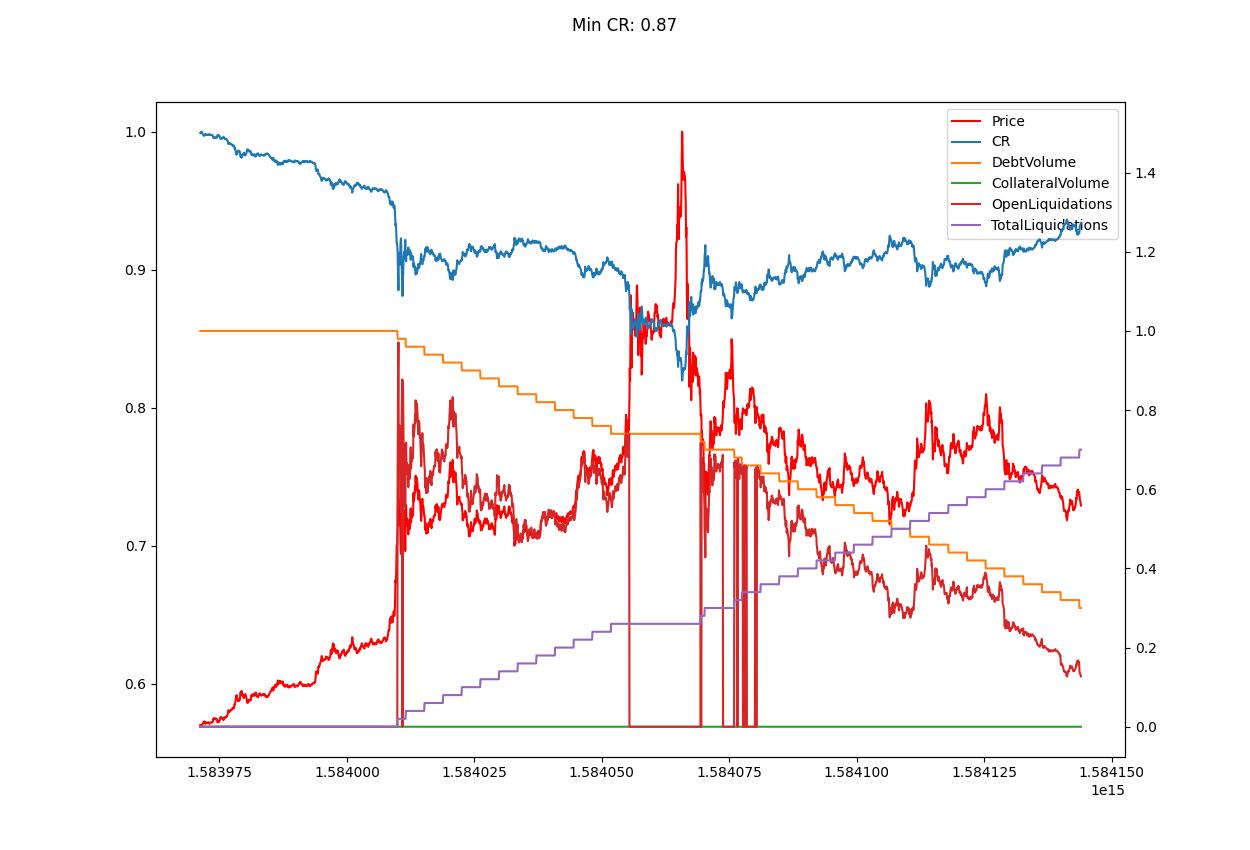 Min CR: 0.87
1.0
0.9
0.8
0.7
0.6
1.4
1.2
1.0
0.8
0.6
0.4
0.2
0.0
Price
CR
DebtVolume
CollateralVolume
OpenLiquidations
TotalLiquidations
1.583975 1.584000 1.584025 1.584050 1.584075 1.584100 1.584125 1.584150
1e15